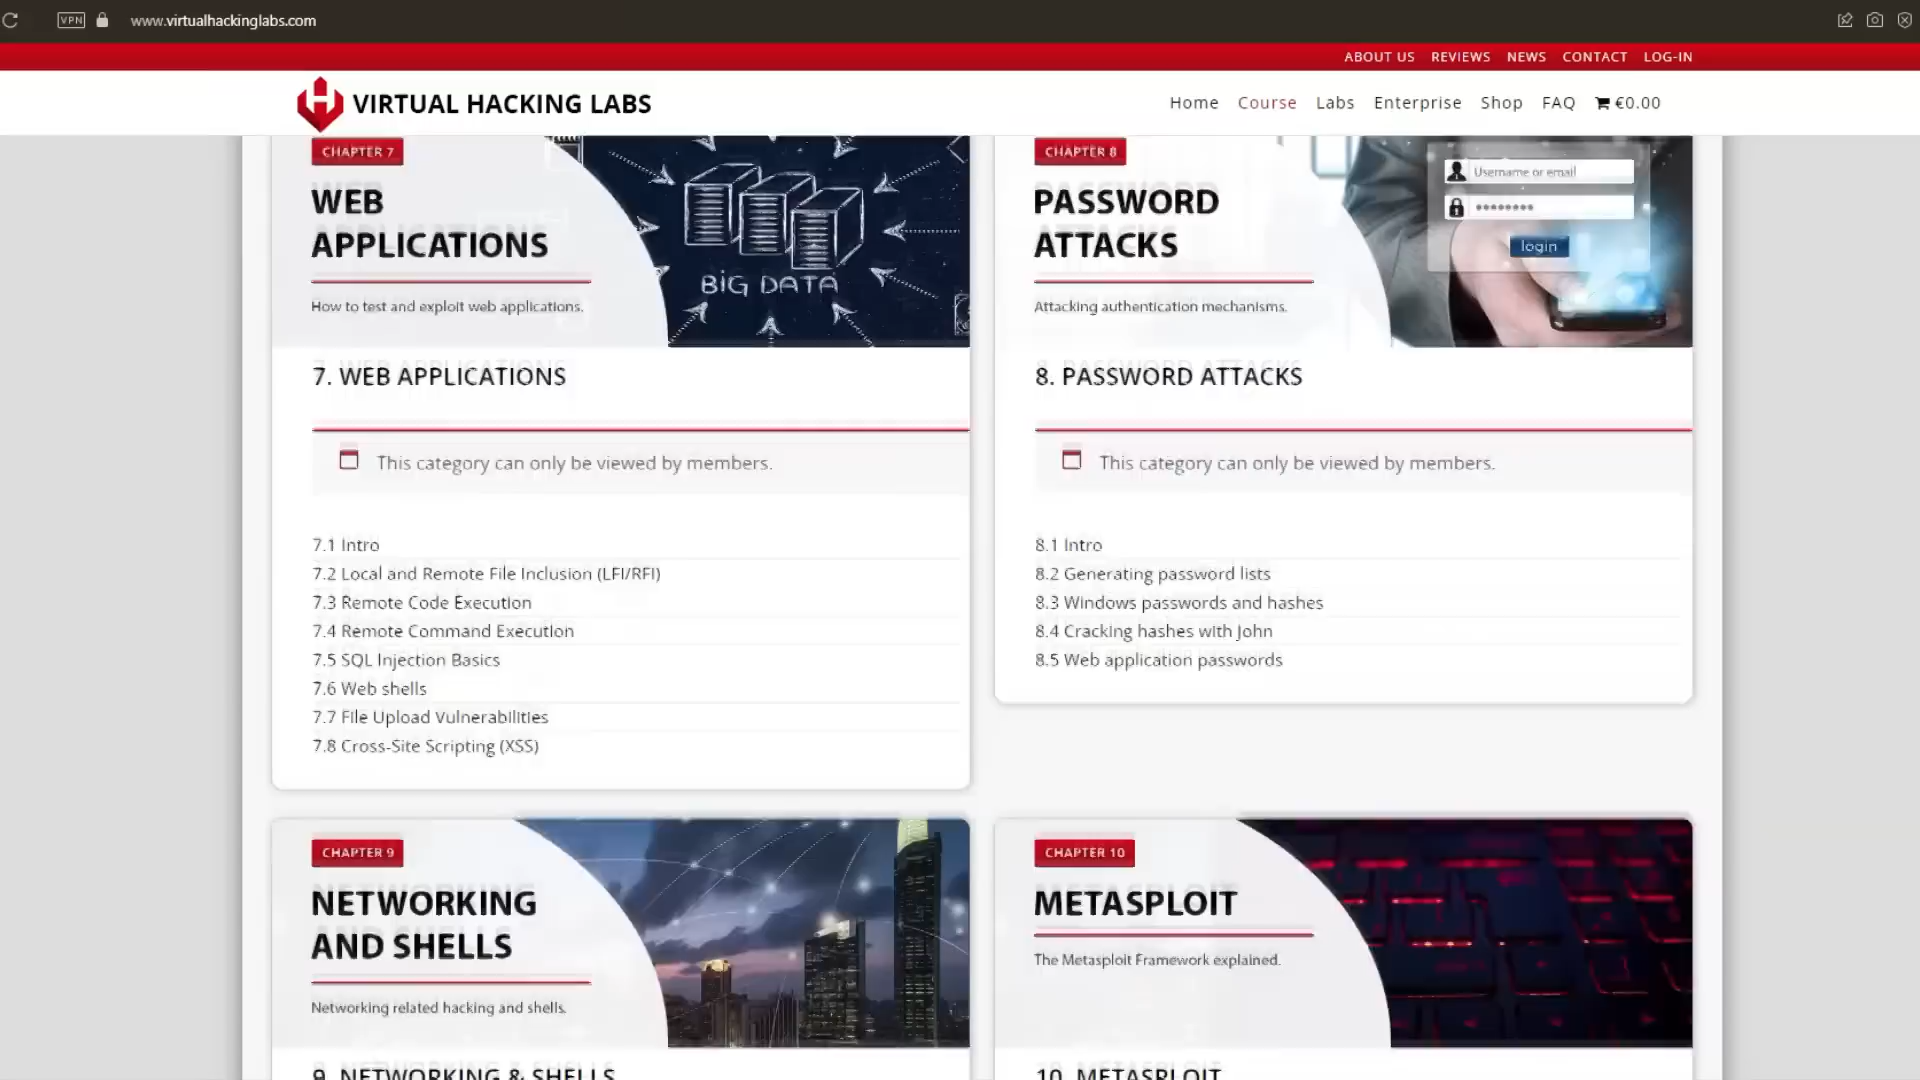 VPN
www.virtualhackinglabs.com
ABOUT US REVIEWS NEWS CONTACT LOG-IN
VIRTUAL HACKING LABS
Home Course Labs Enterprise Shop FAQ €0.00
CHAPTER 7
WEB
APPLICATIONS
How to test and exploit web applications.
BIG DATA
7. WEB APPLICATIONS
This category can only be viewed by members.
7.1 Intro
7.2 Local and Remote File Inclusion (LFI/RFI)
7.3 Remote Code Execution
7.4 Remote Command Execution
7.5 SQL Injection Basics
7.6 Web shells
7.7 File Upload Vulnerabilities
7.8 Cross-Site Scripting (XSS)
CHAPTER 8
PASSWORD
ATTACKS
Attacking authentication mechanisms.
Username or email
********
login
8. PASSWORD ATTACKS
This category can only be viewed by members.
8.1 Intro
8.2 Generating password lists
8.3 Windows passwords and hashes
8.4 Cracking hashes with John
8.5 Web application passwords
CHAPTER 9
NETWORKING
AND SHELLS
Networking related hacking and shells.
9. NETWORKING & SHELLS
CHAPTER 10
METASPLOIT
The Metasploit Framework explained.
10. METASPLOIT